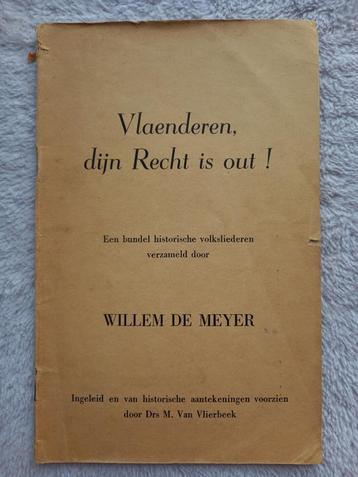 Vlaenderen,
dijn Recht is out !
Een bundel historische volksliederen
verzameld door
WILLEM DE MEYER
Ingeleid en van historische aantekeningen voorzien
door Drs M. Van Vlierbeek